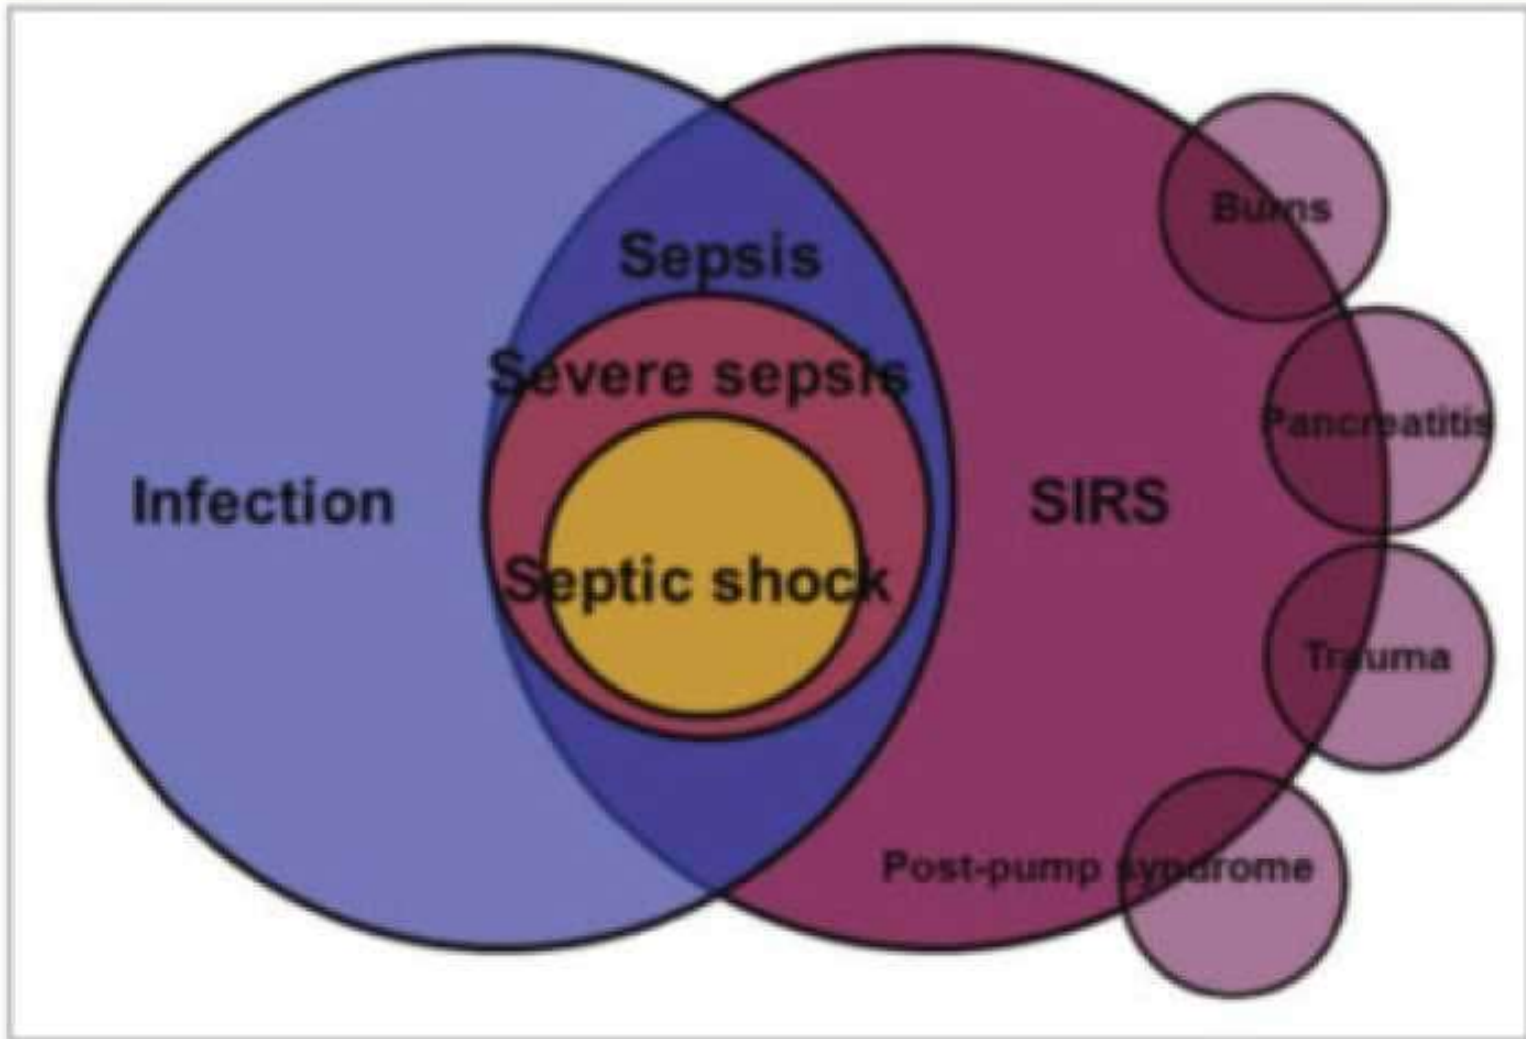 Burns
Sepsis
Severe sepsis
Pancreatitis
Infection
SIRS
Septic shock
Trauma
Post-pump syndrome